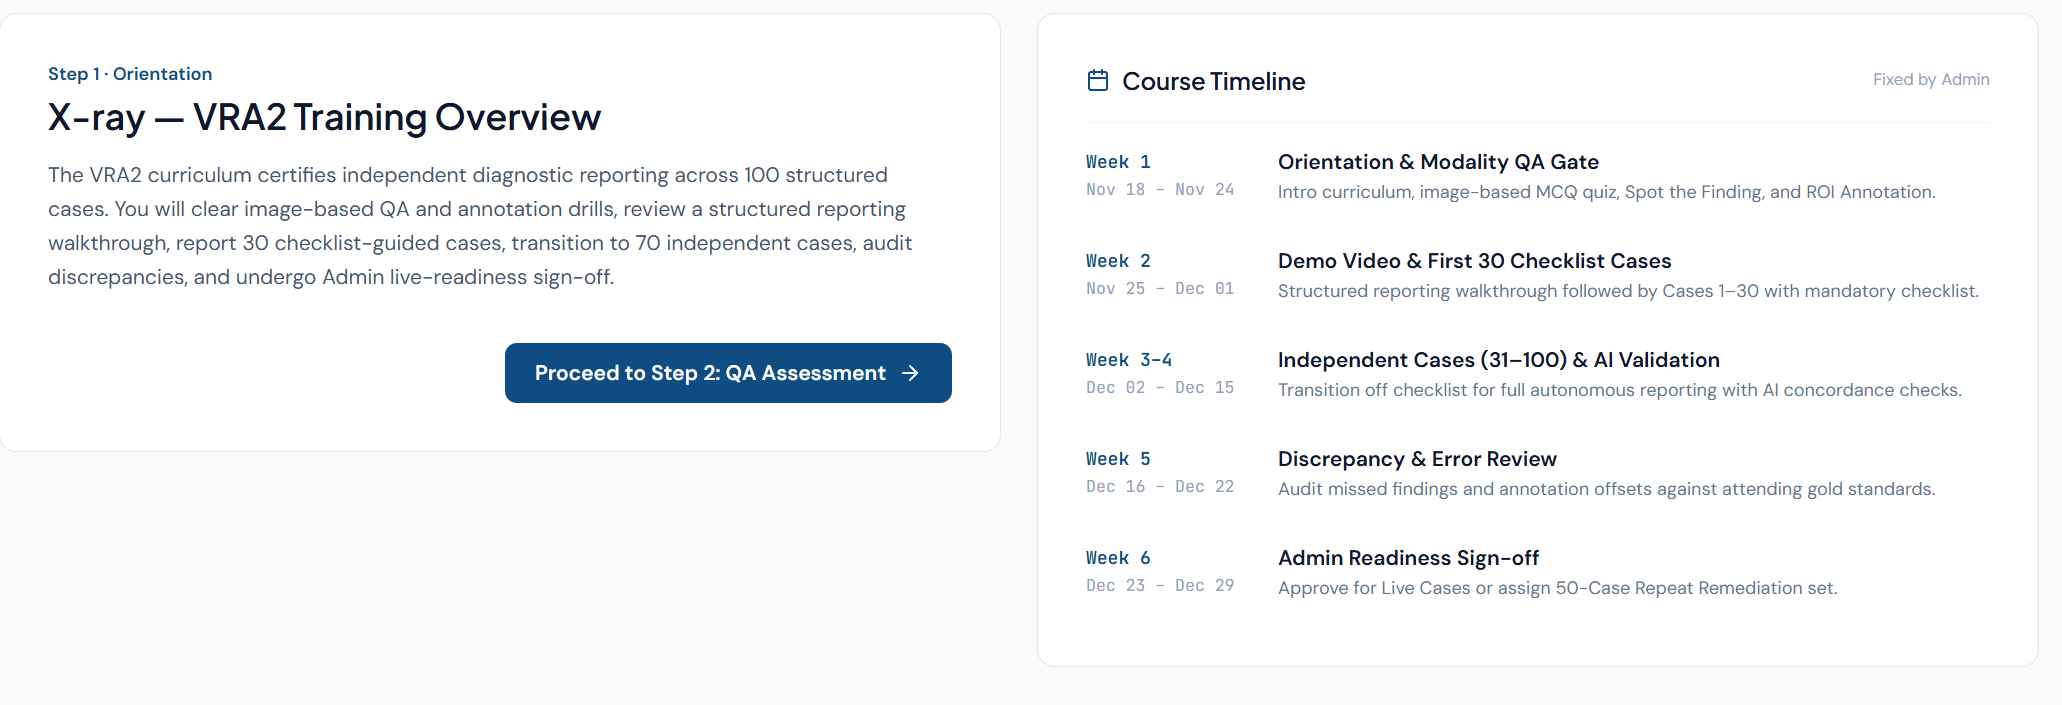 Step 1 · Orientation
X-ray — VRA2 Training Overview
The VRA2 curriculum certifies independent diagnostic reporting across 100 structured
cases. You will clear image-based QA and annotation drills, review a structured reporting
walkthrough, report 30 checklist-guided cases, transition to 70 independent cases, audit
discrepancies, and undergo Admin live-readiness sign-off.
Proceed to Step 2: QA Assessment →
Course Timeline
Fixed by Admin
Week 1
Nov 18 – Nov 24
Orientation & Modality QA Gate
Intro curriculum, image-based MCQ quiz, Spot the Finding, and ROI Annotation.
Week 2
Nov 25 – Dec 01
Demo Video & First 30 Checklist Cases
Structured reporting walkthrough followed by Cases 1–30 with mandatory checklist.
Week 3–4
Dec 02 – Dec 15
Independent Cases (31–100) & AI Validation
Transition off checklist for full autonomous reporting with AI concordance checks.
Week 5
Dec 16 – Dec 22
Discrepancy & Error Review
Audit missed findings and annotation offsets against attending gold standards.
Week 6
Dec 23 – Dec 29
Admin Readiness Sign-off
Approve for Live Cases or assign 50-Case Repeat Remediation set.